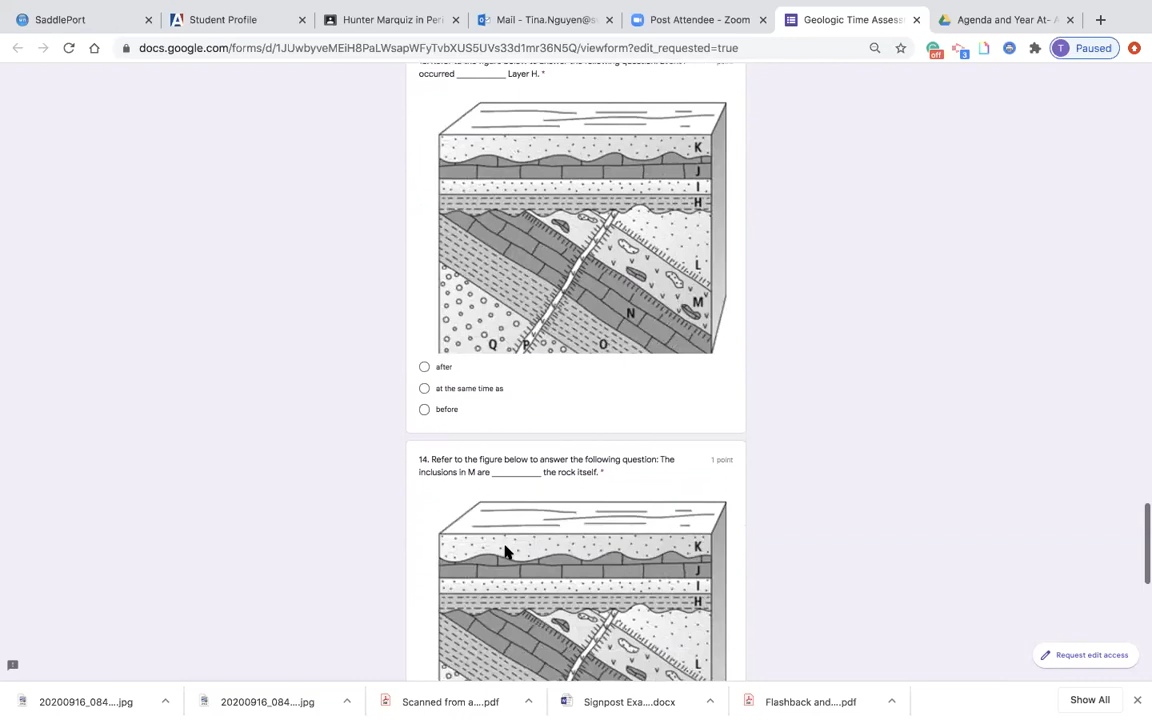 SaddlePort
Student Profile
Hunter Marquiz in Peri
Mail - Tina.Nguyen@s
Post Attendee - Zoom
Geologic Time Assess
Agenda and Year At- A
docs.google.com/forms/d/1JUwbyveMEiH8PaLWsapWFyTvbXUS5UVs33d1mr36N5Q/viewform?edit_requested=true
off
3
T Paused
occurred __________ Layer H. *
K
J
I
H
L
M
N
Q P O
after
at the same time as
before
14. Refer to the figure below to answer the following question: The 1 point
inclusions in M are __________ the rock itself. *
K
J
I
H
L
Request edit access
20200916_084....jpg
20200916_084....jpg
Scanned from a....pdf
Signpost Exa....docx
Flashback and....pdf
Show All